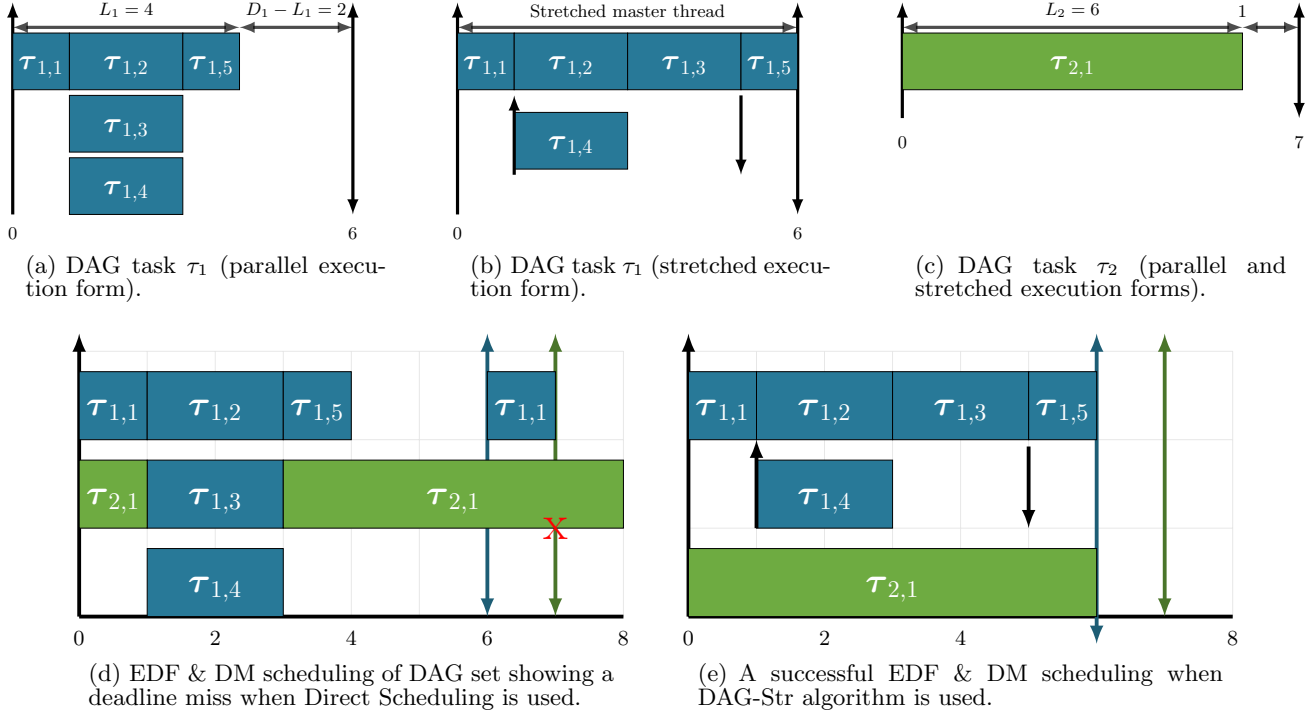 L₁ = 4 D₁ − L₁ = 2
τ₁,₁ τ₁,₂ τ₁,₅
τ₁,₃
τ₁,₄
0 6
(a) DAG task τ₁ (parallel execu-
tion form).
Stretched master thread
τ₁,₁ τ₁,₂ τ₁,₃ τ₁,₅
τ₁,₄
0 6
(b) DAG task τ₁ (stretched execu-
tion form).
L₂ = 6 1
τ₂,₁
0 7
(c) DAG task τ₂ (parallel and
stretched execution forms).
τ₁,₁ τ₁,₂ τ₁,₅ τ₁,₁
τ₂,₁ τ₁,₃ τ₂,₁
X
τ₁,₄
0 2 4 6 8
(d) EDF & DM scheduling of DAG set showing a
deadline miss when Direct Scheduling is used.
τ₁,₁ τ₁,₂ τ₁,₃ τ₁,₅
τ₁,₄
τ₂,₁
0 2 4 6 8
(e) A successful EDF & DM scheduling when
DAG-Str algorithm is used.